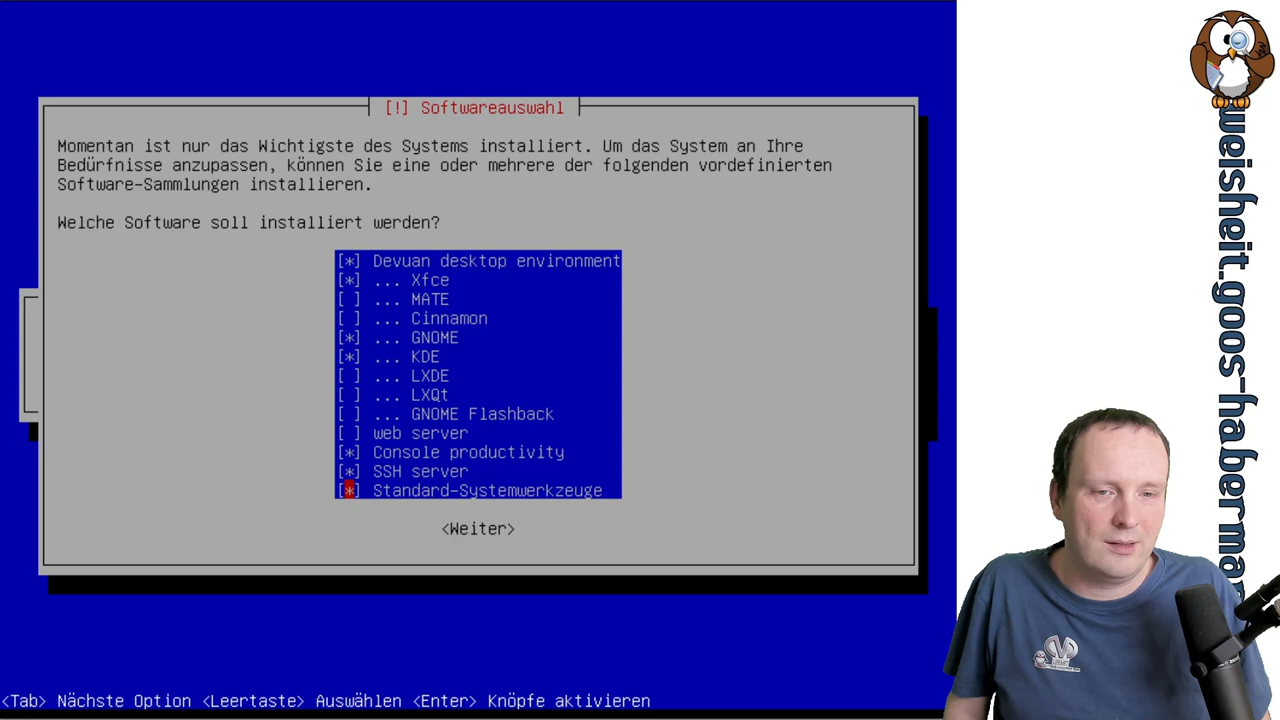 [!] Softwareauswahl
Momentan ist nur das Wichtigste des Systems installiert. Um das System an Ihre
Bedürfnisse anzupassen, können Sie eine oder mehrere der folgenden vordefinierten
Software-Sammlungen installieren.
Welche Software soll installiert werden?
[*] Devuan desktop environment
[*] ... Xfce
[ ] ... MATE
[ ] ... Cinnamon
[*] ... GNOME
[*] ... KDE
[ ] ... LXDE
[ ] ... LXQt
[ ] ... GNOME Flashback
[ ] web server
[*] Console productivity
[*] SSH server
[*] Standard-Systemwerkzeuge
<Weiter>
<Tab> Nächste Option <Leertaste> Auswählen <Enter> Knöpfe aktivieren
weisheit.goos-haberma